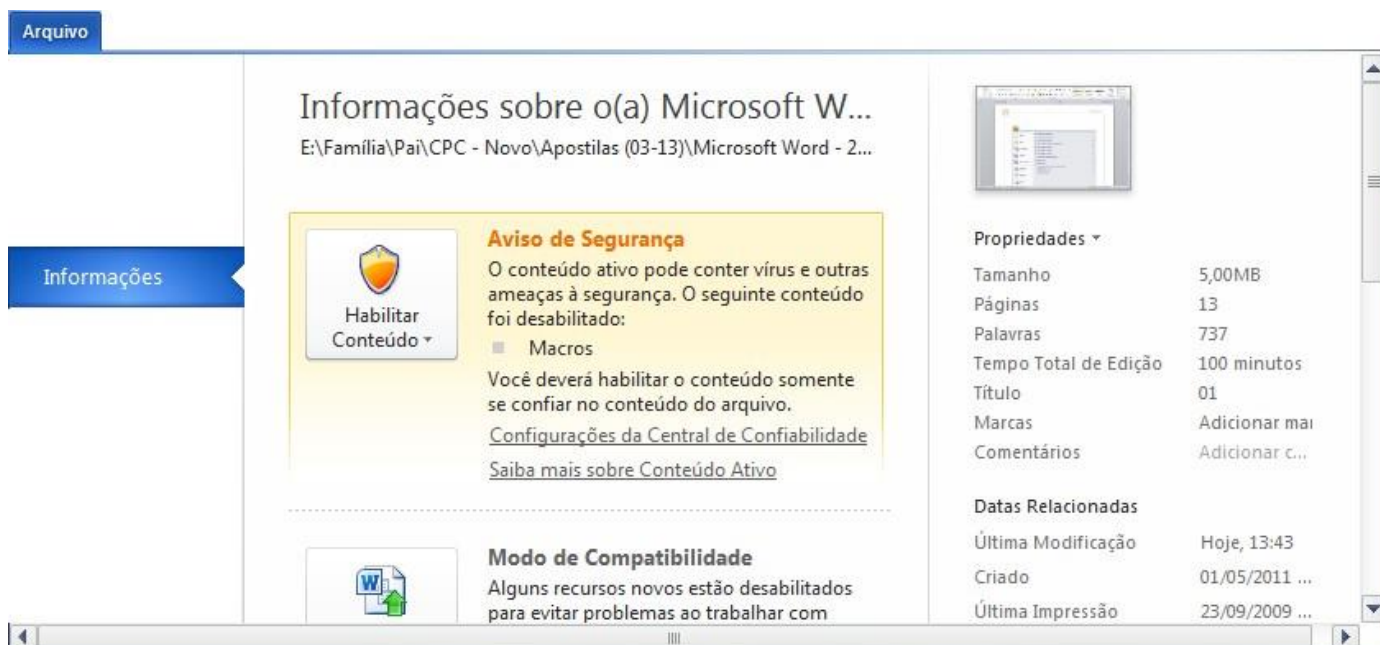 Arquivo
Informações
Informações sobre o(a) Microsoft W...
E:\Família\Pai\CPC - Novo\Apostilas (03-13)\Microsoft Word - 2...
Habilitar
Conteúdo
Aviso de Segurança
O conteúdo ativo pode conter vírus e outras
ameaças à segurança. O seguinte conteúdo
foi desabilitado:
Macros
Você deverá habilitar o conteúdo somente
se confiar no conteúdo do arquivo.
Configurações da Central de Confiabilidade
Saiba mais sobre Conteúdo Ativo
Modo de Compatibilidade
Alguns recursos novos estão desabilitados
para evitar problemas ao trabalhar com
Propriedades
Tamanho 5,00MB
Páginas 13
Palavras 737
Tempo Total de Edição 100 minutos
Título 01
Marcas Adicionar mar
Comentários Adicionar c...
Datas Relacionadas
Última Modificação Hoje, 13:43
Criado 01/05/2011 ...
Última Impressão 23/09/2009 ...